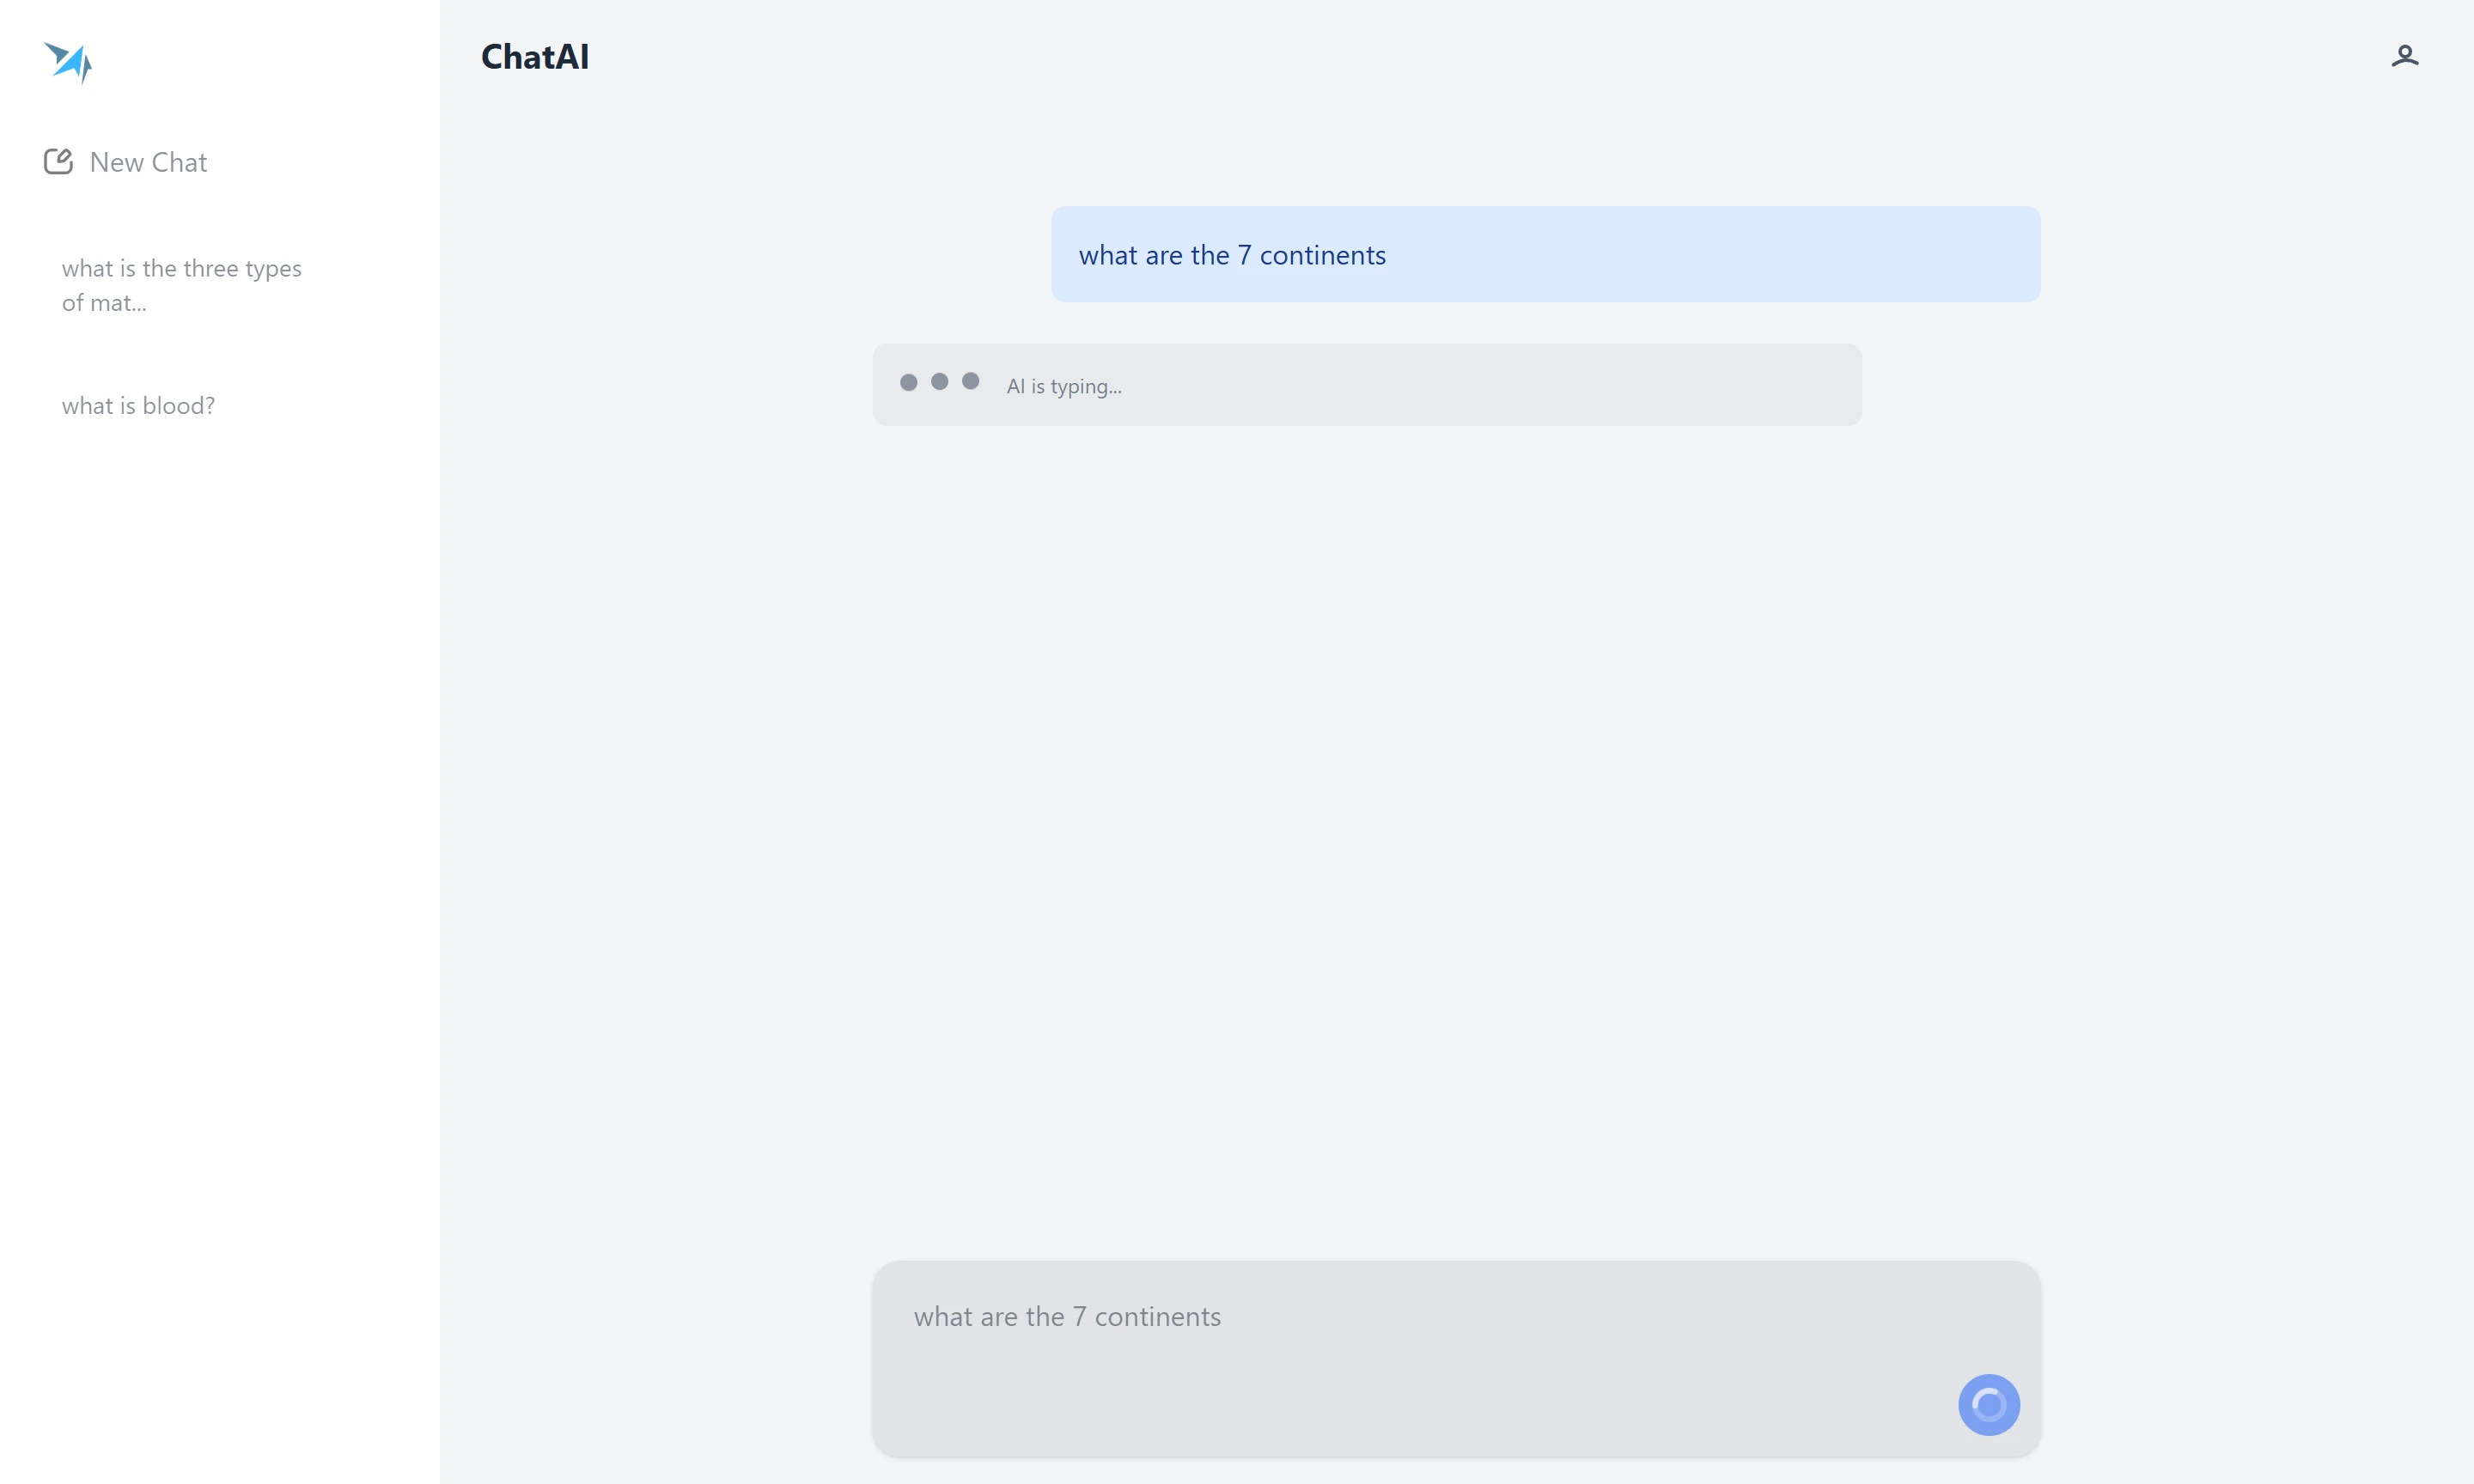 ChatAI
New Chat
what is the three types
of mat...
what is blood?
what are the 7 continents
AI is typing...
what are the 7 continents